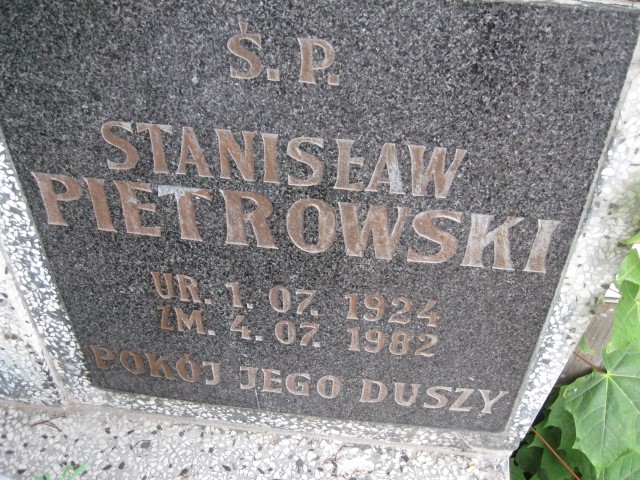 Ś.P.
STANISŁAW
PIETROWSKI
UR. 1. 07. 1924
ZM. 4. 07. 1982
POKÓJ JEGO DUSZY